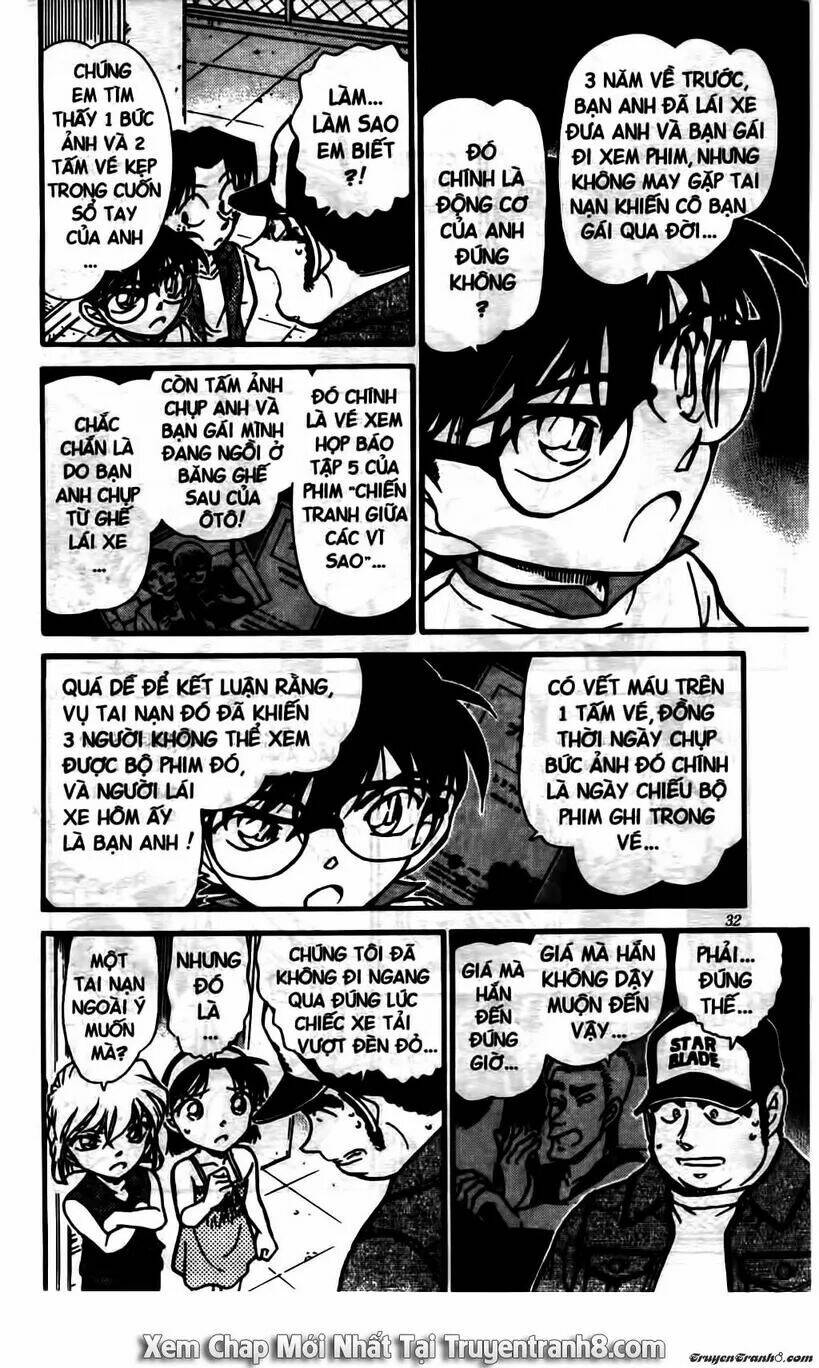 3 NĂM VỀ TRƯỚC,
BẠN ANH ĐÃ LÁI XE
ĐƯA ANH VÀ BẠN GÁI
ĐI XEM PHIM, NHƯNG
KHÔNG MAY GẶP TAI
NẠN KHIẾN CÔ BẠN
GÁI QUA ĐỜI...
ĐÓ
CHÍNH LÀ
ĐỘNG CƠ
CỦA ANH
ĐÚNG
KHÔNG
?
LÀM...
LÀM SAO
EM BIẾT
?!
CHÚNG
EM TÌM
THẤY 1 BỨC
ẢNH VÀ 2
TẤM VÉ KẸP
TRONG CUỐN
SỔ TAY
CỦA ANH
...
ĐÓ CHÍNH
LÀ VÉ XEM
HỌP BÁO
TẬP 5 CỦA
PHIM "CHIẾN
TRANH GIỮA
CÁC VÌ
SAO"...
CÒN TẤM ẢNH
CHỤP ANH VÀ
BẠN GÁI MÌNH
ĐANG NGỒI Ở
BĂNG GHẾ
SAU CỦA
ÔTÔ!
CHẮC
CHẮN LÀ
DO BẠN
ANH CHỤP
TỪ GHẾ
LÁI XE
...
CÓ VẾT MÁU TRÊN
1 TẤM VÉ, ĐỒNG
THỜI NGÀY CHỤP
BỨC ẢNH ĐÓ CHÍNH
LÀ NGÀY CHIẾU BỘ
PHIM GHI TRONG
VÉ...
QUÁ DỄ ĐỂ KẾT LUẬN RẰNG,
VỤ TAI NẠN ĐÓ ĐÃ KHIẾN
3 NGƯỜI KHÔNG THỂ XEM
ĐƯỢC BỘ PHIM ĐÓ,
VÀ NGƯỜI LÁI
XE HÔM ẤY
LÀ BẠN ANH!
32
PHẢI...
ĐÚNG
THẾ...
STAR
BLADE
GIÁ MÀ HẮN
KHÔNG DẬY
MUỘN ĐẾN
VẬY...
GIÁ MÀ
HẮN
ĐẾN
ĐÚNG
GIỜ...
CHÚNG TÔI ĐÃ
KHÔNG ĐI NGANG
QUA ĐÚNG LÚC
CHIẾC XE TẢI
VƯỢT ĐÈN ĐỎ...
NHƯNG
ĐÓ
LÀ
...
MỘT
TAI NẠN
NGOÀI Ý
MUỐN
MÀ?
Xem Chap Mới Nhất Tại Truyentranh8.com
TruyenTranh8.com